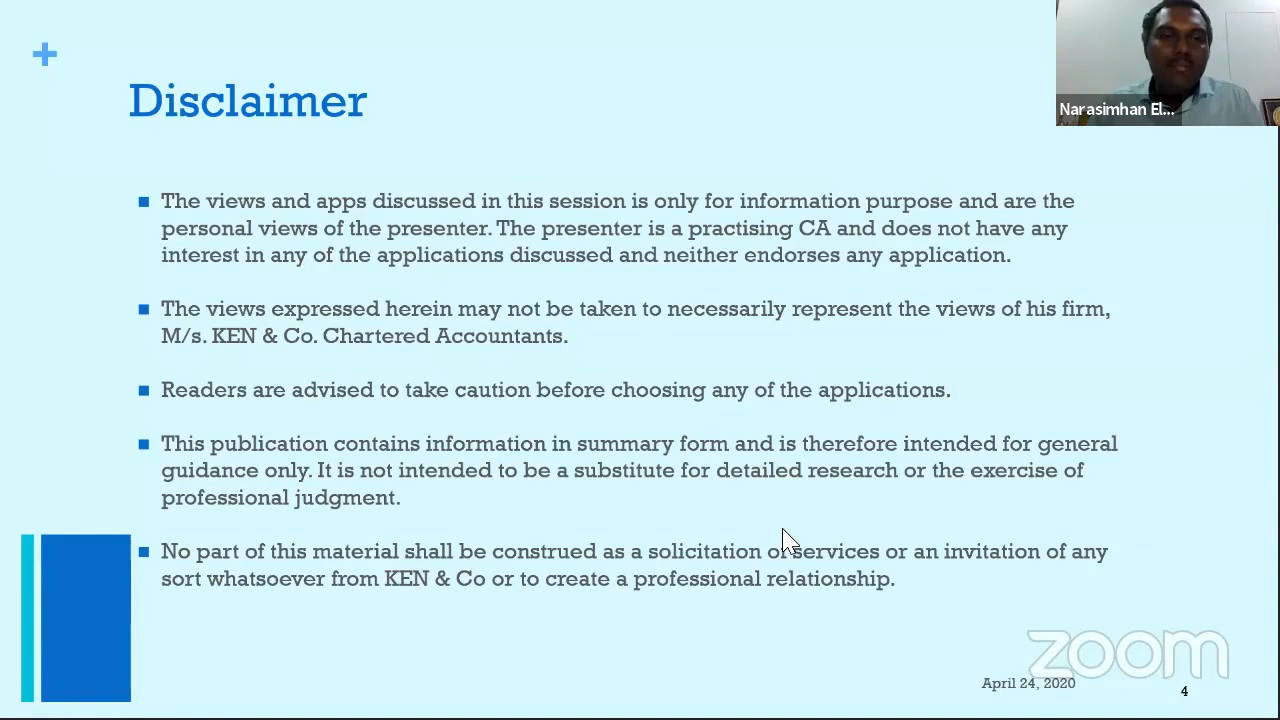 Disclaimer
Narasimhan El...
The views and apps discussed in this session is only for information purpose and are the
personal views of the presenter. The presenter is a practising CA and does not have any
interest in any of the applications discussed and neither endorses any application.
The views expressed herein may not be taken to necessarily represent the views of his firm,
M/s. KEN & Co. Chartered Accountants.
Readers are advised to take caution before choosing any of the applications.
This publication contains information in summary form and is therefore intended for general
guidance only. It is not intended to be a substitute for detailed research or the exercise of
professional judgment.
No part of this material shall be construed as a solicitation of services or an invitation of any
sort whatsoever from KEN & Co or to create a professional relationship.
zoom
April 24, 2020
4